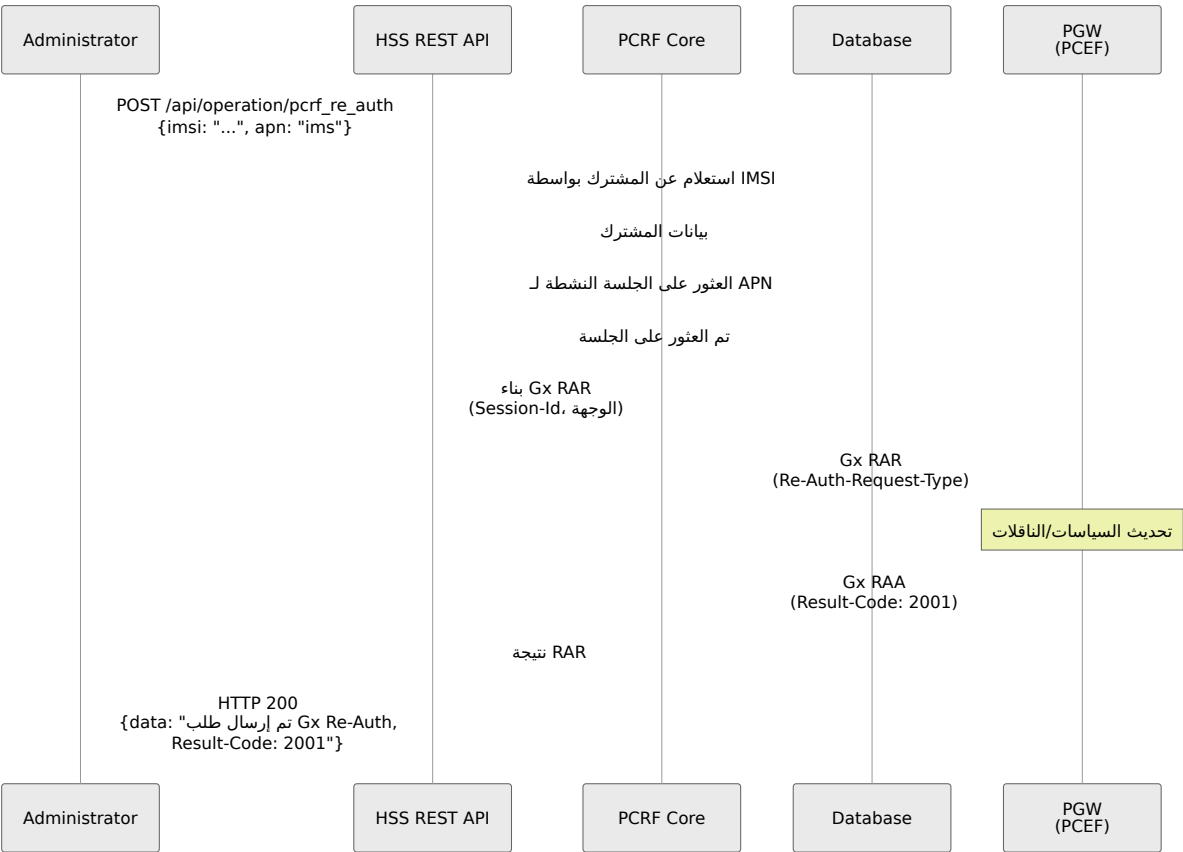 Administrator
HSS REST API
PCRF Core
Database
PGW
(PCEF)
POST /api/operation/pcrf_re_auth
{imsi: "...", apn: "ims"}
استعلام عن المشترك بواسطة IMSI
بيانات المشترك
العثور على الجلسة النشطة لـ APN
تم العثور على الجلسة
بناء Gx RAR
(Session-Id، الوجهة)
Gx RAR
(Re-Auth-Request-Type)
تحديث السياسات/الناقلات
Gx RAA
(Result-Code: 2001)
نتيجة RAR
HTTP 200
{data: "تم إرسال طلب Gx Re-Auth,
Result-Code: 2001"}
Administrator
HSS REST API
PCRF Core
Database
PGW
(PCEF)